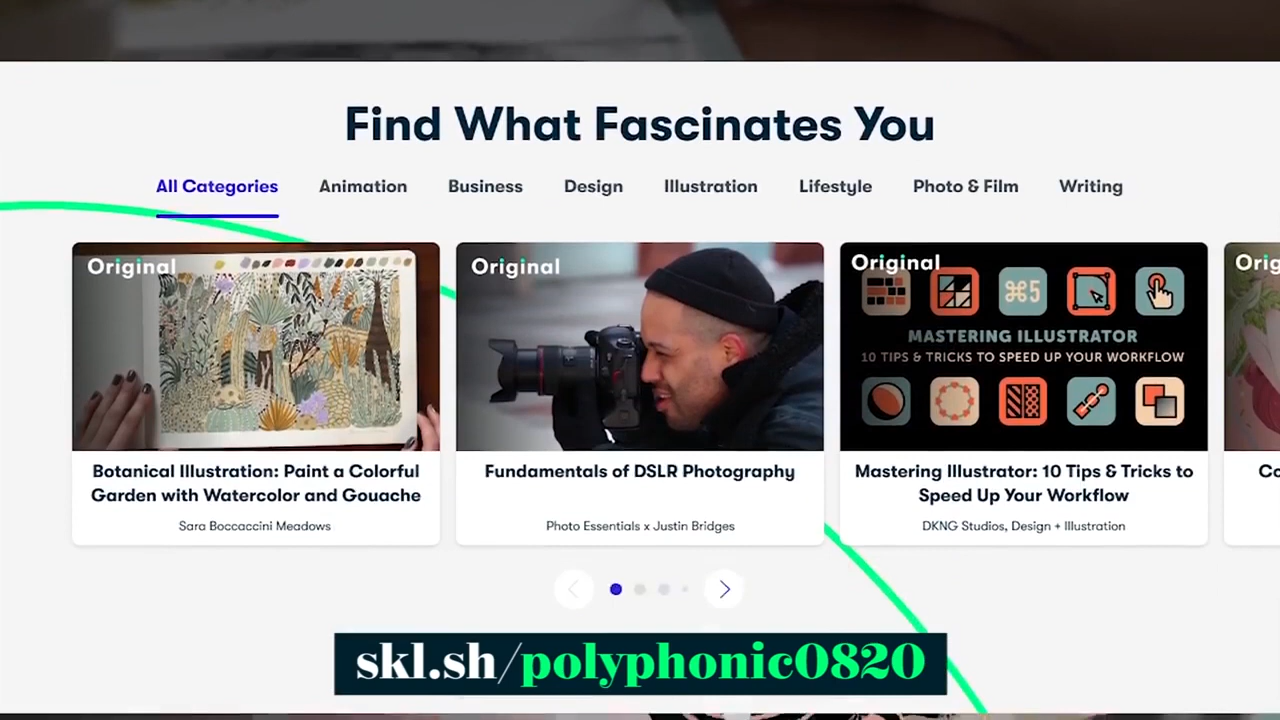 Find What Fascinates You
All Categories Animation Business Design Illustration Lifestyle Photo & Film Writing
Original
Botanical Illustration: Paint a Colorful
Garden with Watercolor and Gouache
Sara Boccaccini Meadows
Original
Fundamentals of DSLR Photography
Photo Essentials x Justin Bridges
Original
⌘5
MASTERING ILLUSTRATOR
10 TIPS & TRICKS TO SPEED UP YOUR WORKFLOW
Mastering Illustrator: 10 Tips & Tricks to
Speed Up Your Workflow
DKNG Studios, Design + Illustration
Orig
Co
skl.sh/polyphonic0820